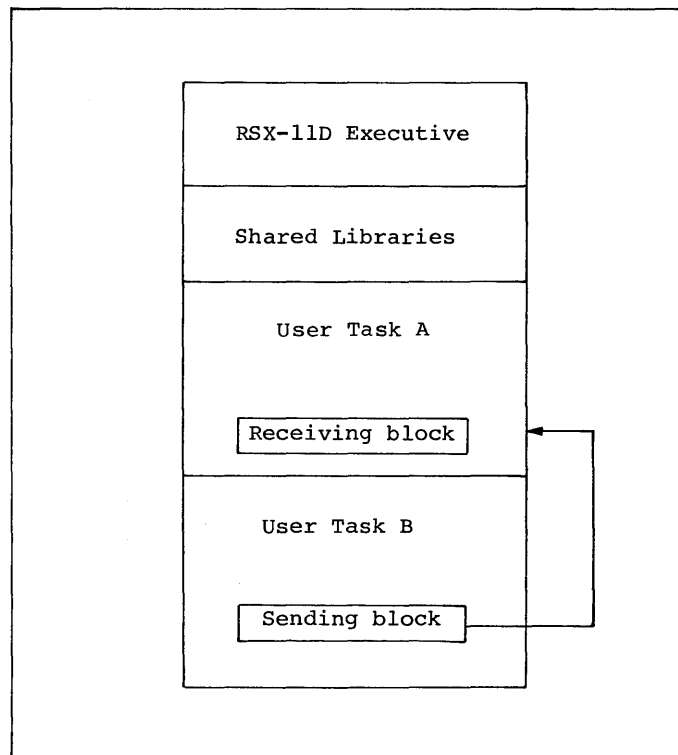 RSX-11D Executive
Shared Libraries
User Task A
Receiving block
User Task B
Sending block